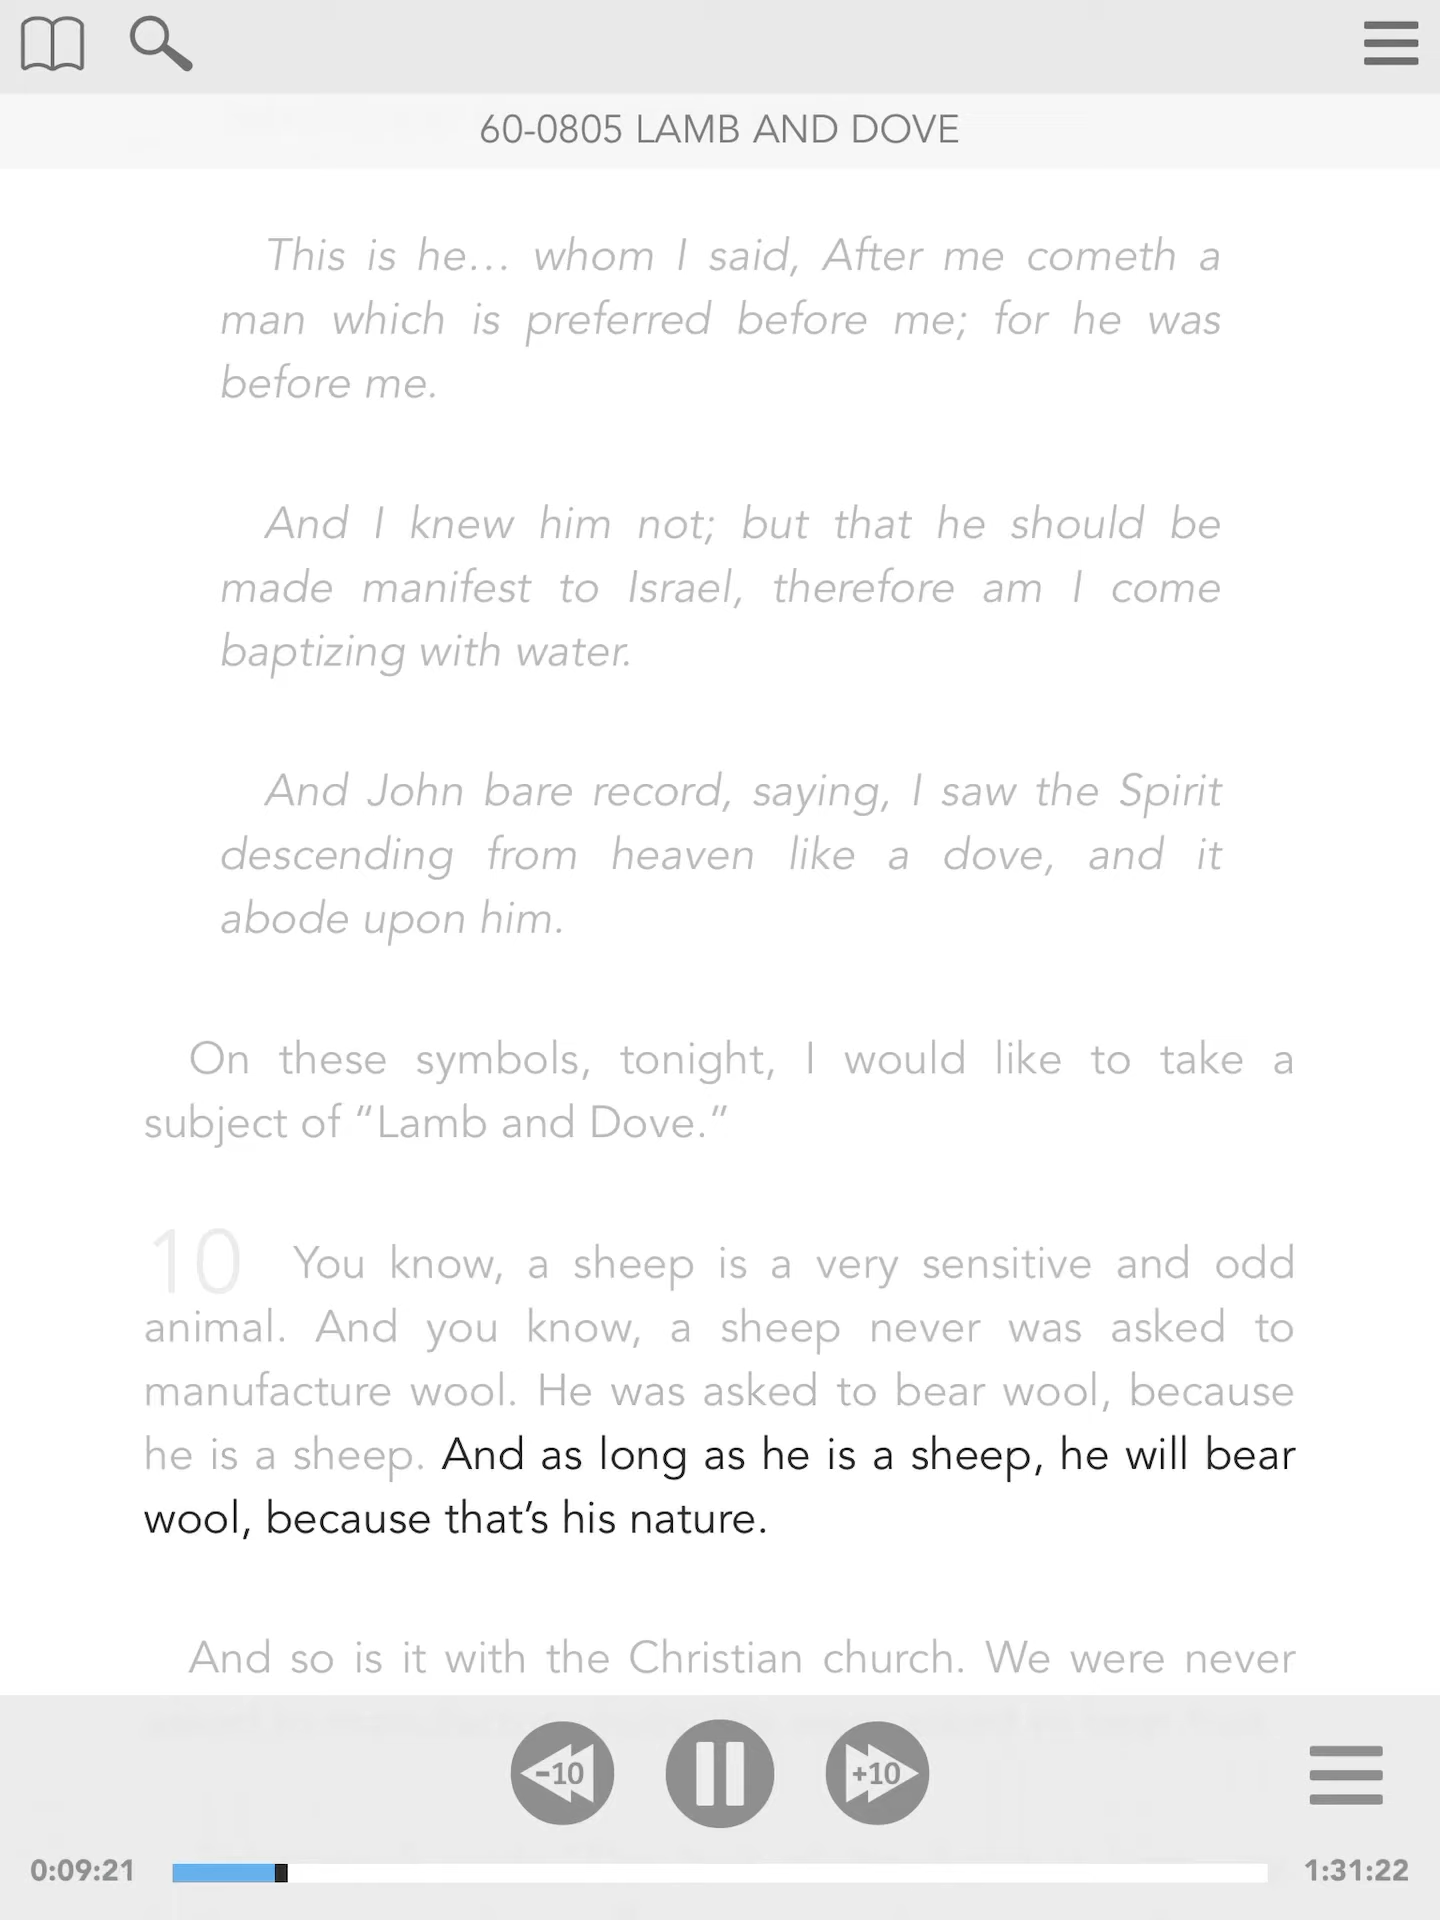 60-0805 LAMB AND DOVE
This is he... whom I said, After me cometh a
man which is preferred before me; for he was
before me.
And I knew him not; but that he should be
made manifest to Israel, therefore am I come
baptizing with water.
And John bare record, saying, I saw the Spirit
descending from heaven like a dove, and it
abode upon him.
On these symbols, tonight, I would like to take a
subject of “Lamb and Dove.”
10 You know, a sheep is a very sensitive and odd
animal. And you know, a sheep never was asked to
manufacture wool. He was asked to bear wool, because
he is a sheep. And as long as he is a sheep, he will bear
wool, because that’s his nature.
And so is it with the Christian church. We were never
-10 +10
0:09:21 1:31:22